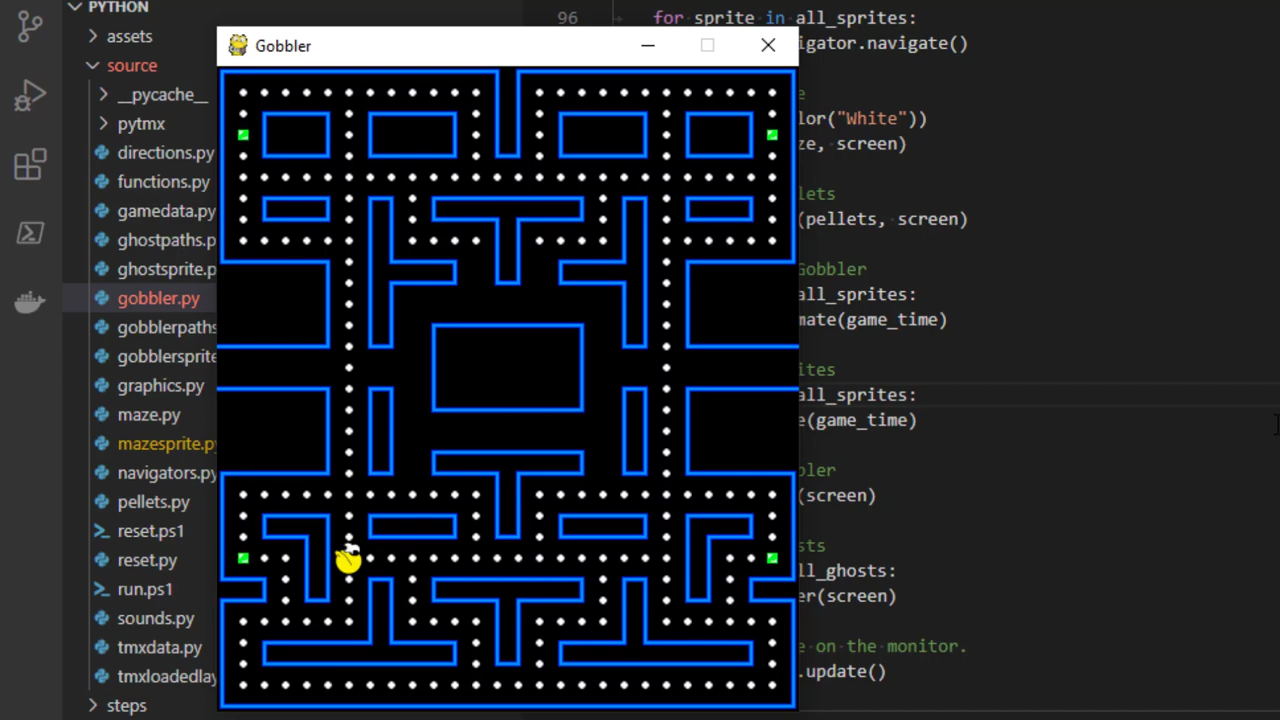 PYTHON
assets
source
__pycache__
pytmx
directions.py
functions.py
gamedata.py
ghostpaths.p
ghostsprite.p
gobbler.py
gobblerpaths
gobblersprite
graphics.py
maze.py
mazesprite.py
navigators.py
pellets.py
reset.ps1
reset.py
run.ps1
sounds.py
tmxdata.py
tmxloadedlay
steps
Gobbler
96 for sprite in all_sprites:
igator.navigate()
e
lor("White"))
ze, screen)
lets
(pellets, screen)
Gobbler
all_sprites:
mate(game_time)
ites
all_sprites:
e(game_time)
bler
(screen)
sts
ll_ghosts:
er(screen)
e on the monitor.
.update()